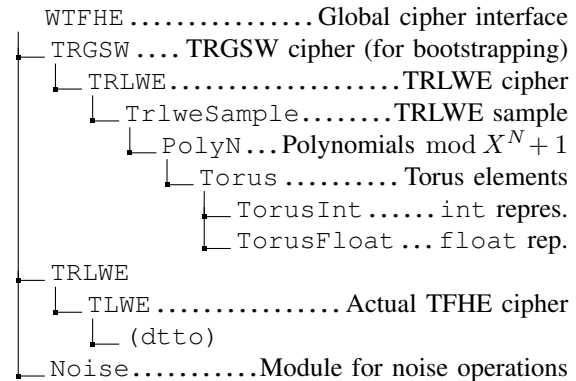 WTFHE ................ Global cipher interface
TRGSW .... TRGSW cipher (for bootstrapping)
TRLWE .................... TRLWE cipher
TrlweSample ....... TRLWE sample
PolyN ... Polynomials mod X^N + 1
Torus .......... Torus elements
TorusInt ...... int repres.
TorusFloat ... float rep.
TRLWE
TLWE ................ Actual TFHE cipher
(dtto)
Noise ........... Module for noise operations